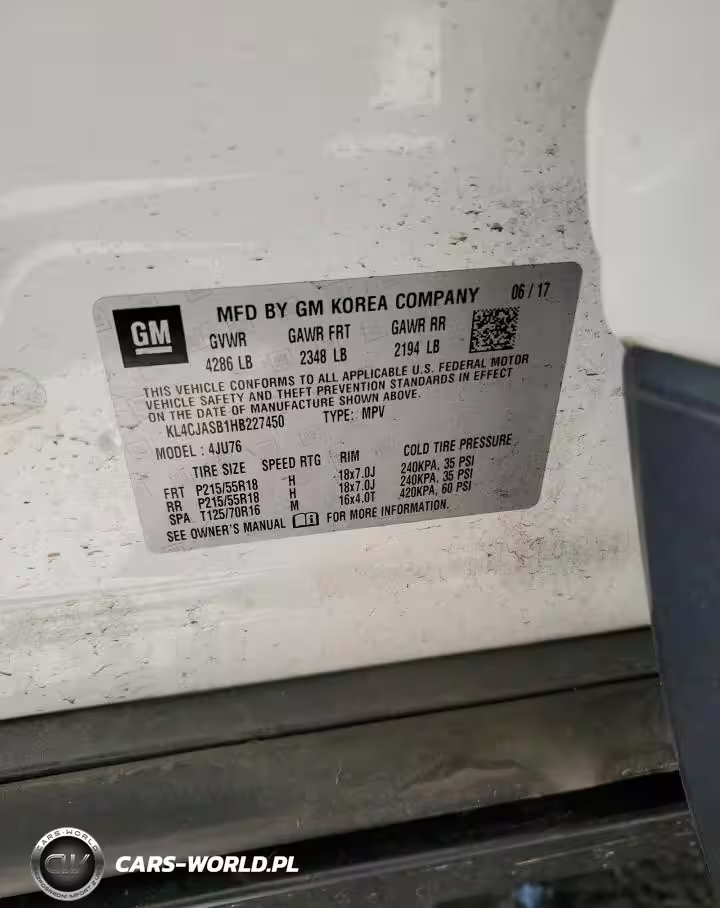 GM
MFD BY GM KOREA COMPANY 06 / 17
GVWR GAWR FRT GAWR RR
4286 LB 2348 LB 2194 LB
THIS VEHICLE CONFORMS TO ALL APPLICABLE U.S. FEDERAL MOTOR
VEHICLE SAFETY AND THEFT PREVENTION STANDARDS IN EFFECT
ON THE DATE OF MANUFACTURE SHOWN ABOVE.
KL4CJASB1HB227450 TYPE: MPV
MODEL : 4JU76
TIRE SIZE SPEED RTG RIM COLD TIRE PRESSURE
FRT P215/55R18 H 18x7.0J 240KPA, 35 PSI
RR P215/55R18 H 18x7.0J 240KPA, 35 PSI
SPA T125/70R16 M 16x4.0T 420KPA, 60 PSI
SEE OWNER'S MANUAL FOR MORE INFORMATION.
CARS-WORLD
CARS-WORLD.PL